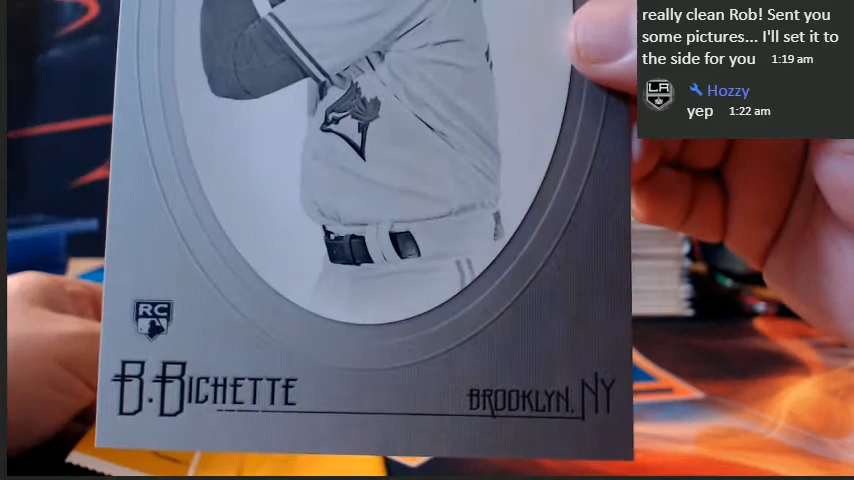 really clean Rob! Sent you
some pictures... I'll set it to
the side for you 1:19 am
LA
Hozzy
yep 1:22 am
RC
B.BICHETTE
BROOKLYN, NY